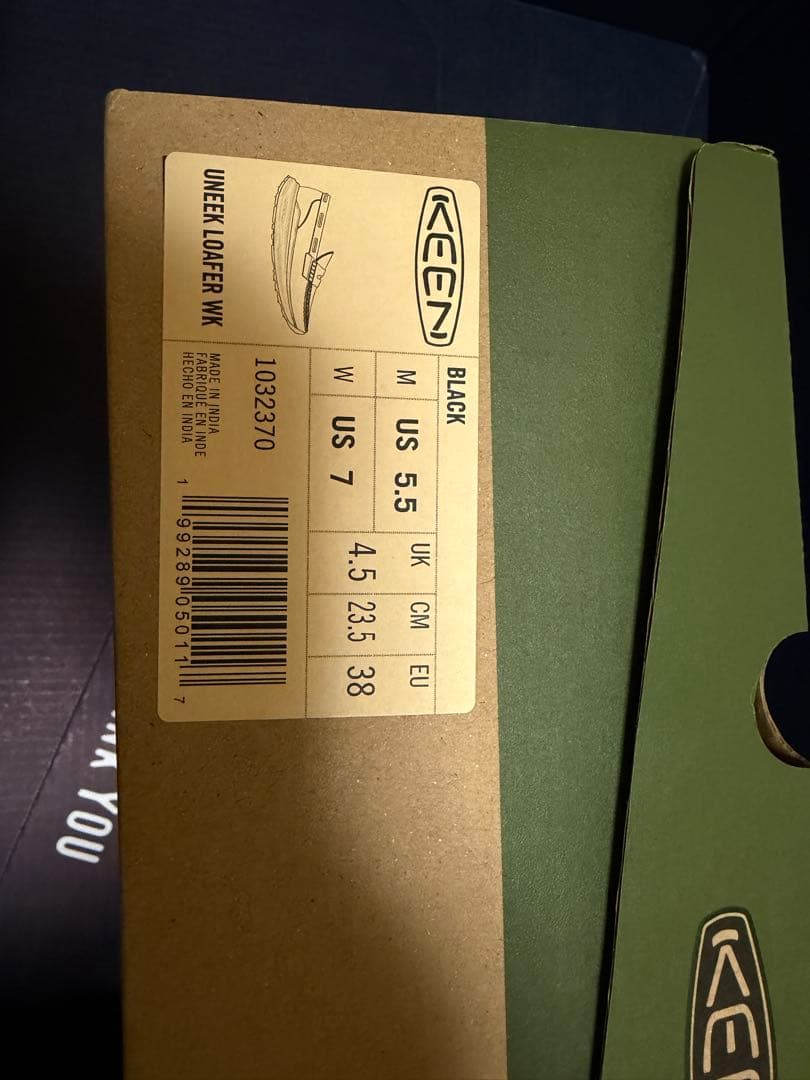 KEEN
UNEEK LOAFER WK
BLACK
M US 5.5
W US 7
UK CM EU
4.5 23.5 38
1032370
MADE IN INDIA
FABRIQUÉ EN INDE
HECHO EN INDIA
1 99289 05011 7
YOU